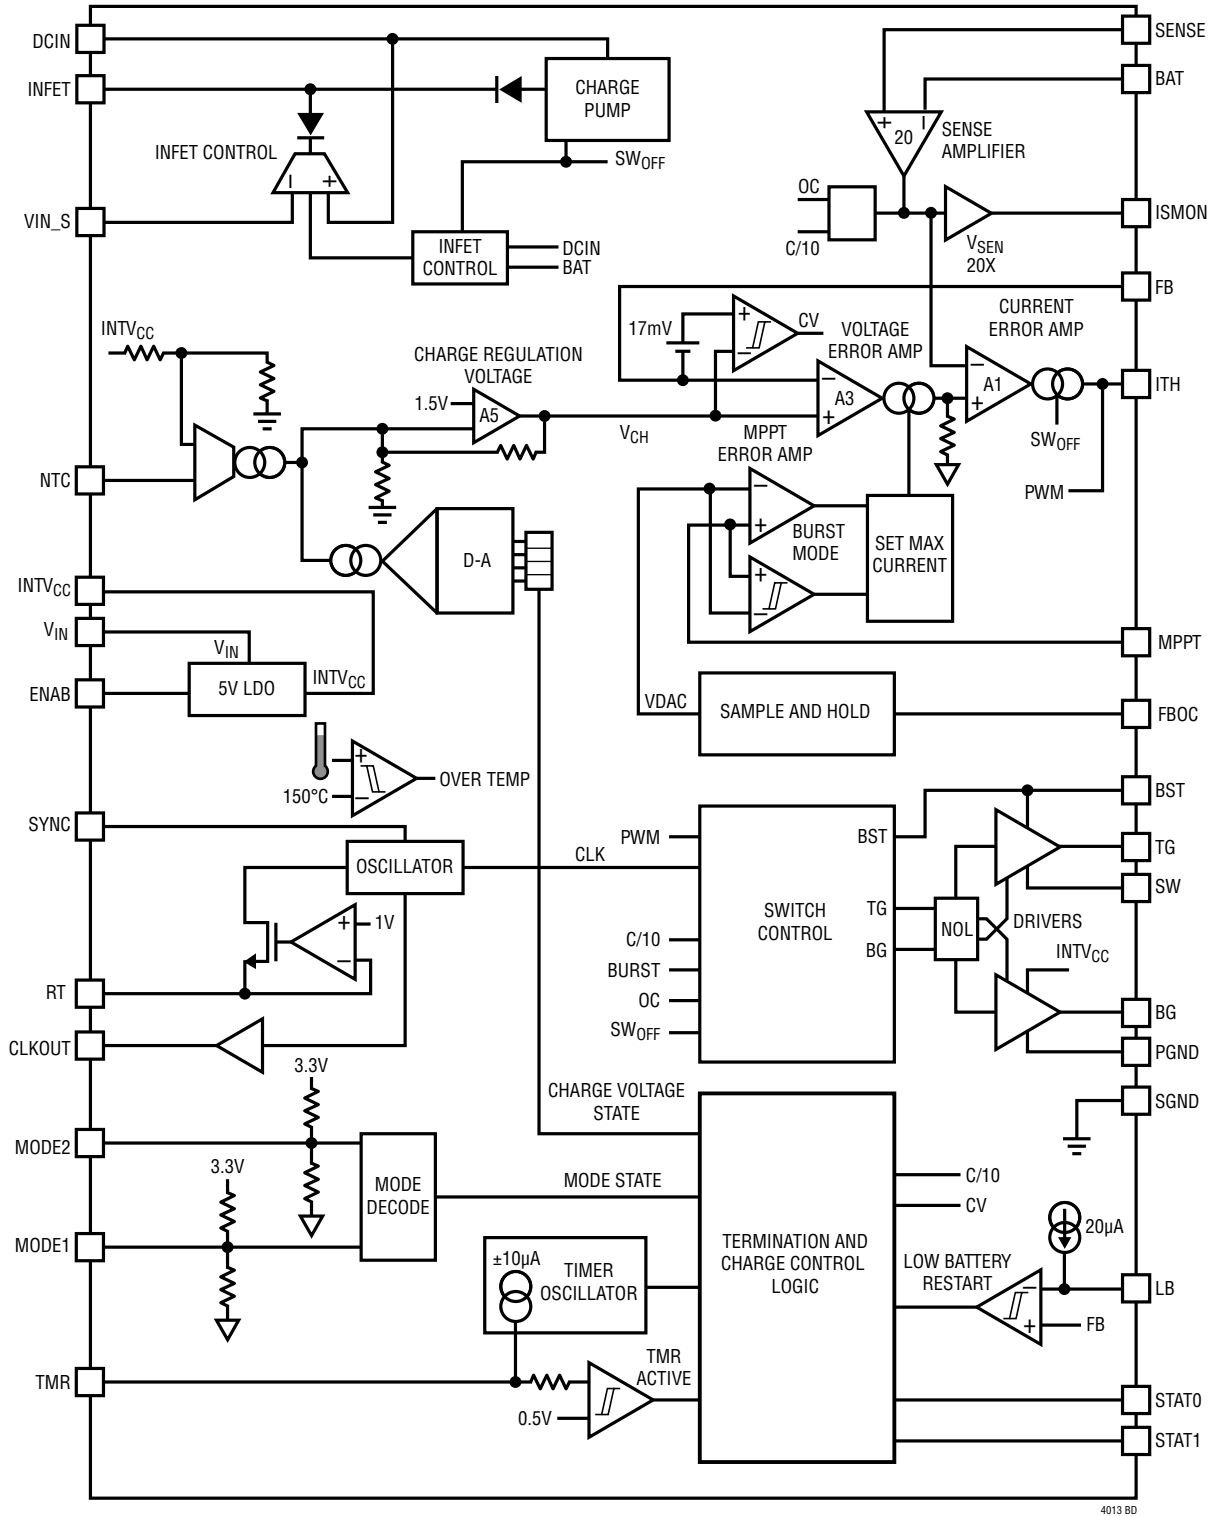 DCIN
INFET
VIN_S
INFET CONTROL
CHARGE
PUMP
SWOFF
INFET
CONTROL
DCIN
BAT
SENSE
BAT
+
–
20
SENSE
AMPLIFIER
OC
C/10
VSEN
20X
ISMON
FB
CURRENT
ERROR AMP
17mV
CV
VOLTAGE
ERROR AMP
A3
A1
SWOFF
ITH
PWM
INTVCC
CHARGE REGULATION
VOLTAGE
1.5V
A5
VCH
NTC
MPPT
ERROR AMP
BURST
MODE
SET MAX
CURRENT
D-A
INTVCC
VIN
VIN
ENAB
5V LDO
INTVCC
MPPT
VDAC
SAMPLE AND HOLD
FBOC
150°C
+
–
OVER TEMP
SYNC
OSCILLATOR
CLK
1V
RT
CLKOUT
PWM
C/10
BURST
OC
SWOFF
SWITCH
CONTROL
BST
TG
BG
NOL
DRIVERS
INTVCC
BST
TG
SW
BG
PGND
SGND
3.3V
MODE2
3.3V
MODE1
MODE
DECODE
CHARGE VOLTAGE
STATE
MODE STATE
±10µA
TIMER
OSCILLATOR
TMR
0.5V
TMR
ACTIVE
TERMINATION AND
CHARGE CONTROL
LOGIC
C/10
CV
20µA
LOW BATTERY
RESTART
LB
FB
STAT0
STAT1
4013 BD